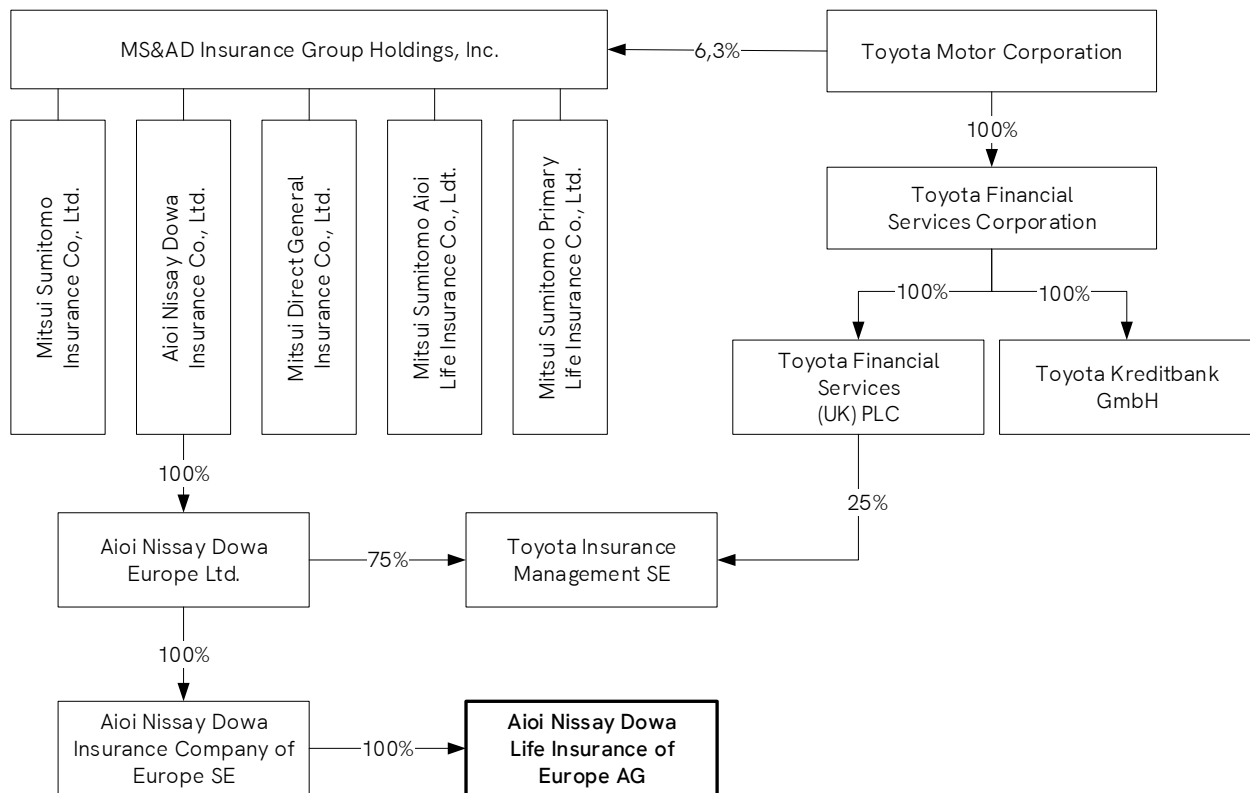 MS&AD Insurance Group Holdings, Inc.
6,3%
Toyota Motor Corporation
100%
Mitsui Sumitomo
Insurance Co,. Ltd.
Aioi Nissay Dowa
Insurance Co., Ltd.
Mitsui Direct General
Insurance Co., Ltd.
Mitsui Sumitomo Aioi
Life Insurance Co., Ldt.
Mitsui Sumitomo Primary
Life Insurance Co., Ltd.
Toyota Financial
Services Corporation
100%
100%
Toyota Financial
Services
(UK) PLC
Toyota Kreditbank
GmbH
100%
25%
Aioi Nissay Dowa
Europe Ltd.
75%
Toyota Insurance
Management SE
100%
Aioi Nissay Dowa
Insurance Company of
Europe SE
100%
Aioi Nissay Dowa
Life Insurance of
Europe AG